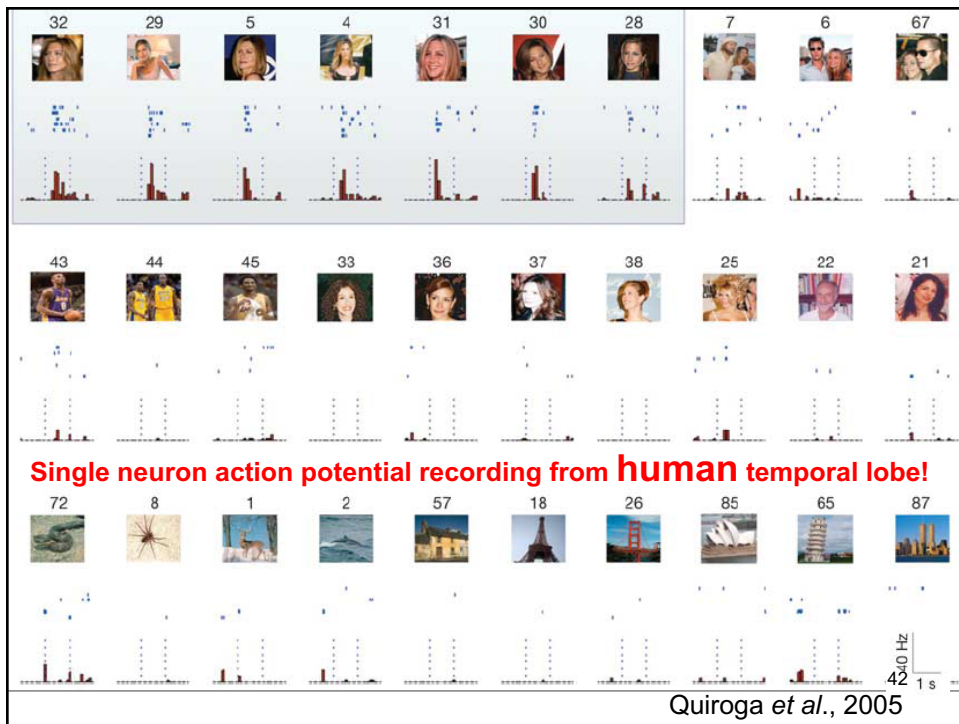 32 29 5 4 31 30 28 7 6 67
43 44 45 33 36 37 38 25 22 21
Single neuron action potential recording from human temporal lobe!
72 8 1 2 57 18 26 85 65 87
40 Hz
42
1 s
Quiroga et al., 2005